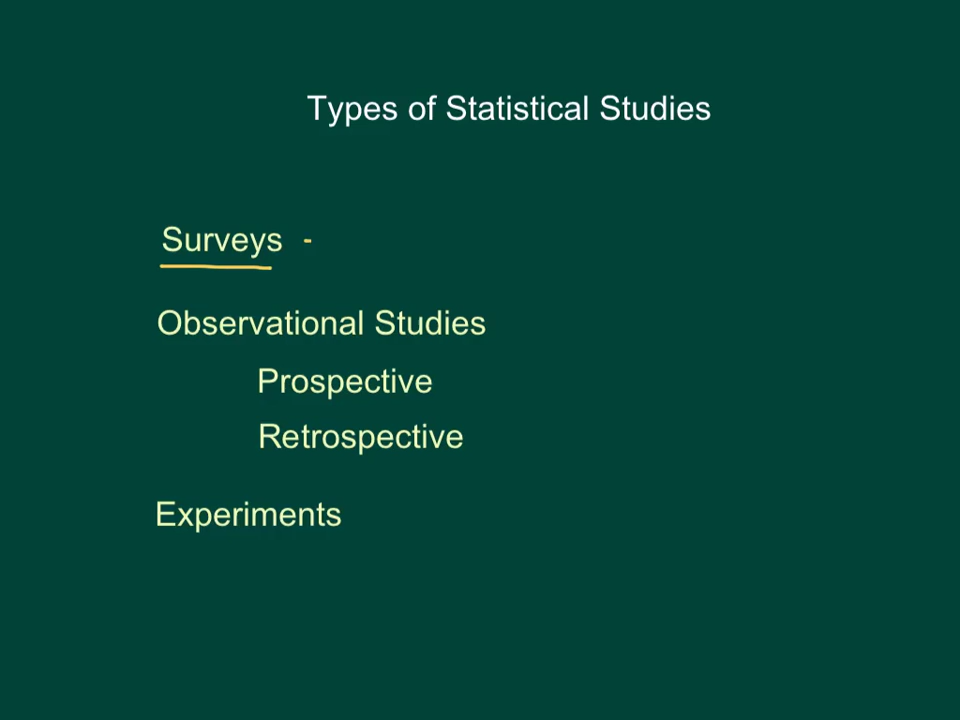 Types of Statistical Studies
Surveys -
Observational Studies
Prospective
Retrospective
Experiments